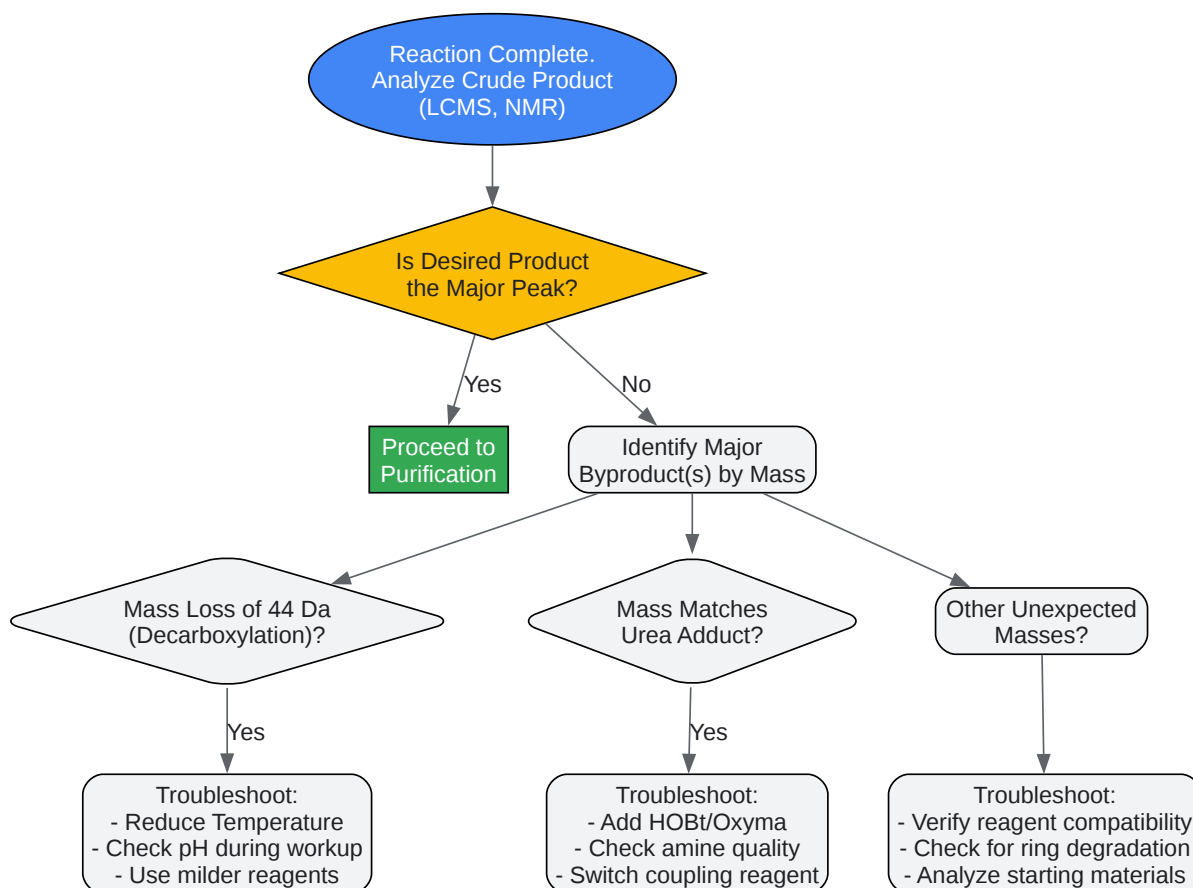 Reaction Complete.
Analyze Crude Product
(LCMS, NMR)
Is Desired Product
the Major Peak?
Yes
No
Proceed to
Purification
Identify Major
Byproduct(s) by Mass
Mass Loss of 44 Da
(Decarboxylation)?
Mass Matches
Urea Adduct?
Other Unexpected
Masses?
Yes
Yes
Troubleshoot:
- Reduce Temperature
- Check pH during workup
- Use milder reagents
Troubleshoot:
- Add HOBt/Oxyma
- Check amine quality
- Switch coupling reagent
Troubleshoot:
- Verify reagent compatibility
- Check for ring degradation
- Analyze starting materials